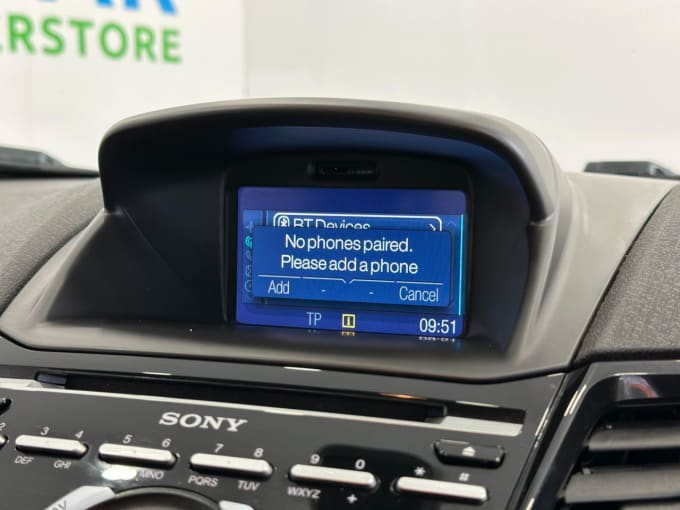 ERSTORE
BT Devices
No phones paired.
Please add a phone
Add - - Cancel
TP i 09:51
SONY
3 4 5 6 7 8 9 0 * #
DEF GHI MNO PQRS TUV WXYZ +